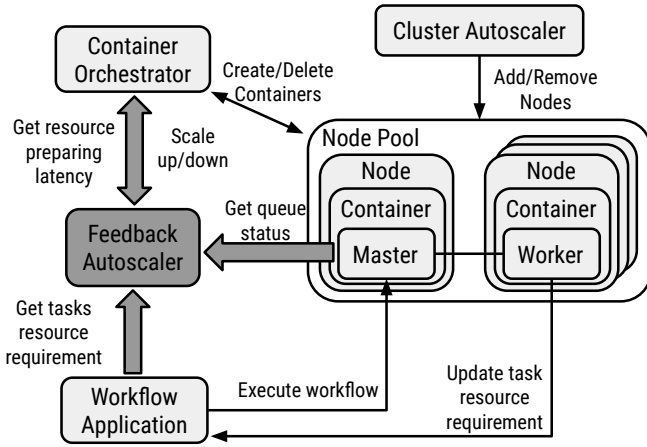 Container
Orchestrator
Cluster Autoscaler
Create/Delete
Containers
Add/Remove
Nodes
Get resource
preparing
latency
Scale
up/down
Node Pool
Node
Node
Container
Container
Master
Worker
Get queue
status
Feedback
Autoscaler
Get tasks
resource
requirement
Workflow
Application
Execute workflow
Update task
resource
requirement